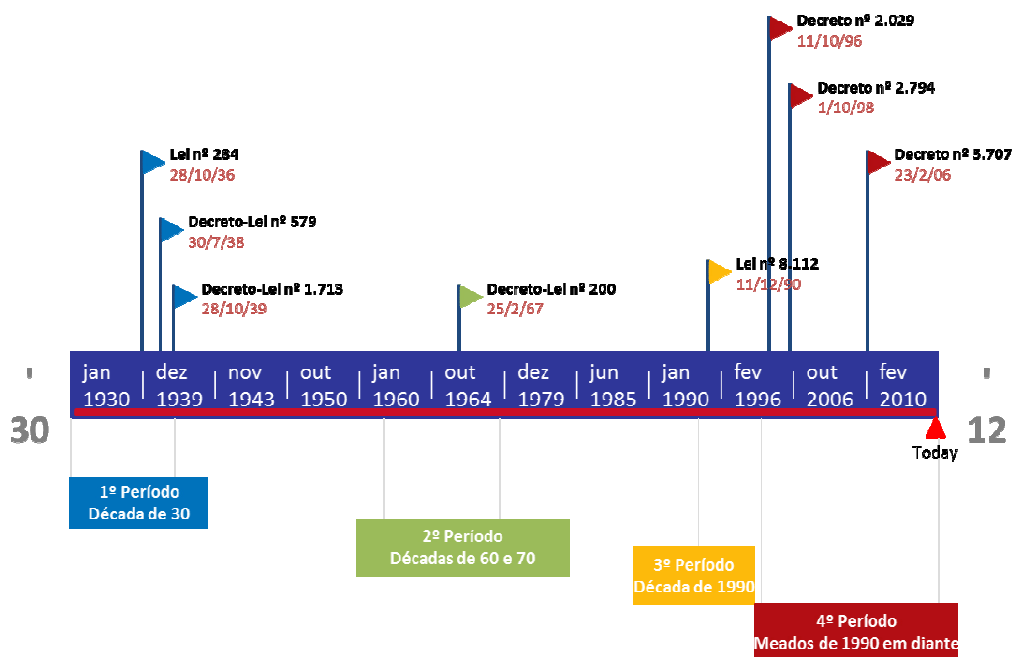 Decreto nº 2.029
11/10/96
Decreto nº 2.794
1/10/98
Lei nº 284
28/10/36
Decreto nº 5.707
23/2/06
Decreto-Lei nº 579
30/7/38
Lei nº 8.112
11/12/90
Decreto-Lei nº 1.713
28/10/39
Decreto-Lei nº 200
25/2/67
' 30
jan 1930
dez 1939
nov 1943
out 1950
jan 1960
out 1964
dez 1979
jun 1985
jan 1990
fev 1996
out 2006
fev 2010
' 12
Today
1º Período
Década de 30
2º Período
Décadas de 60 e 70
3º Período
Década de 1990
4º Período
Meados de 1990 em diante